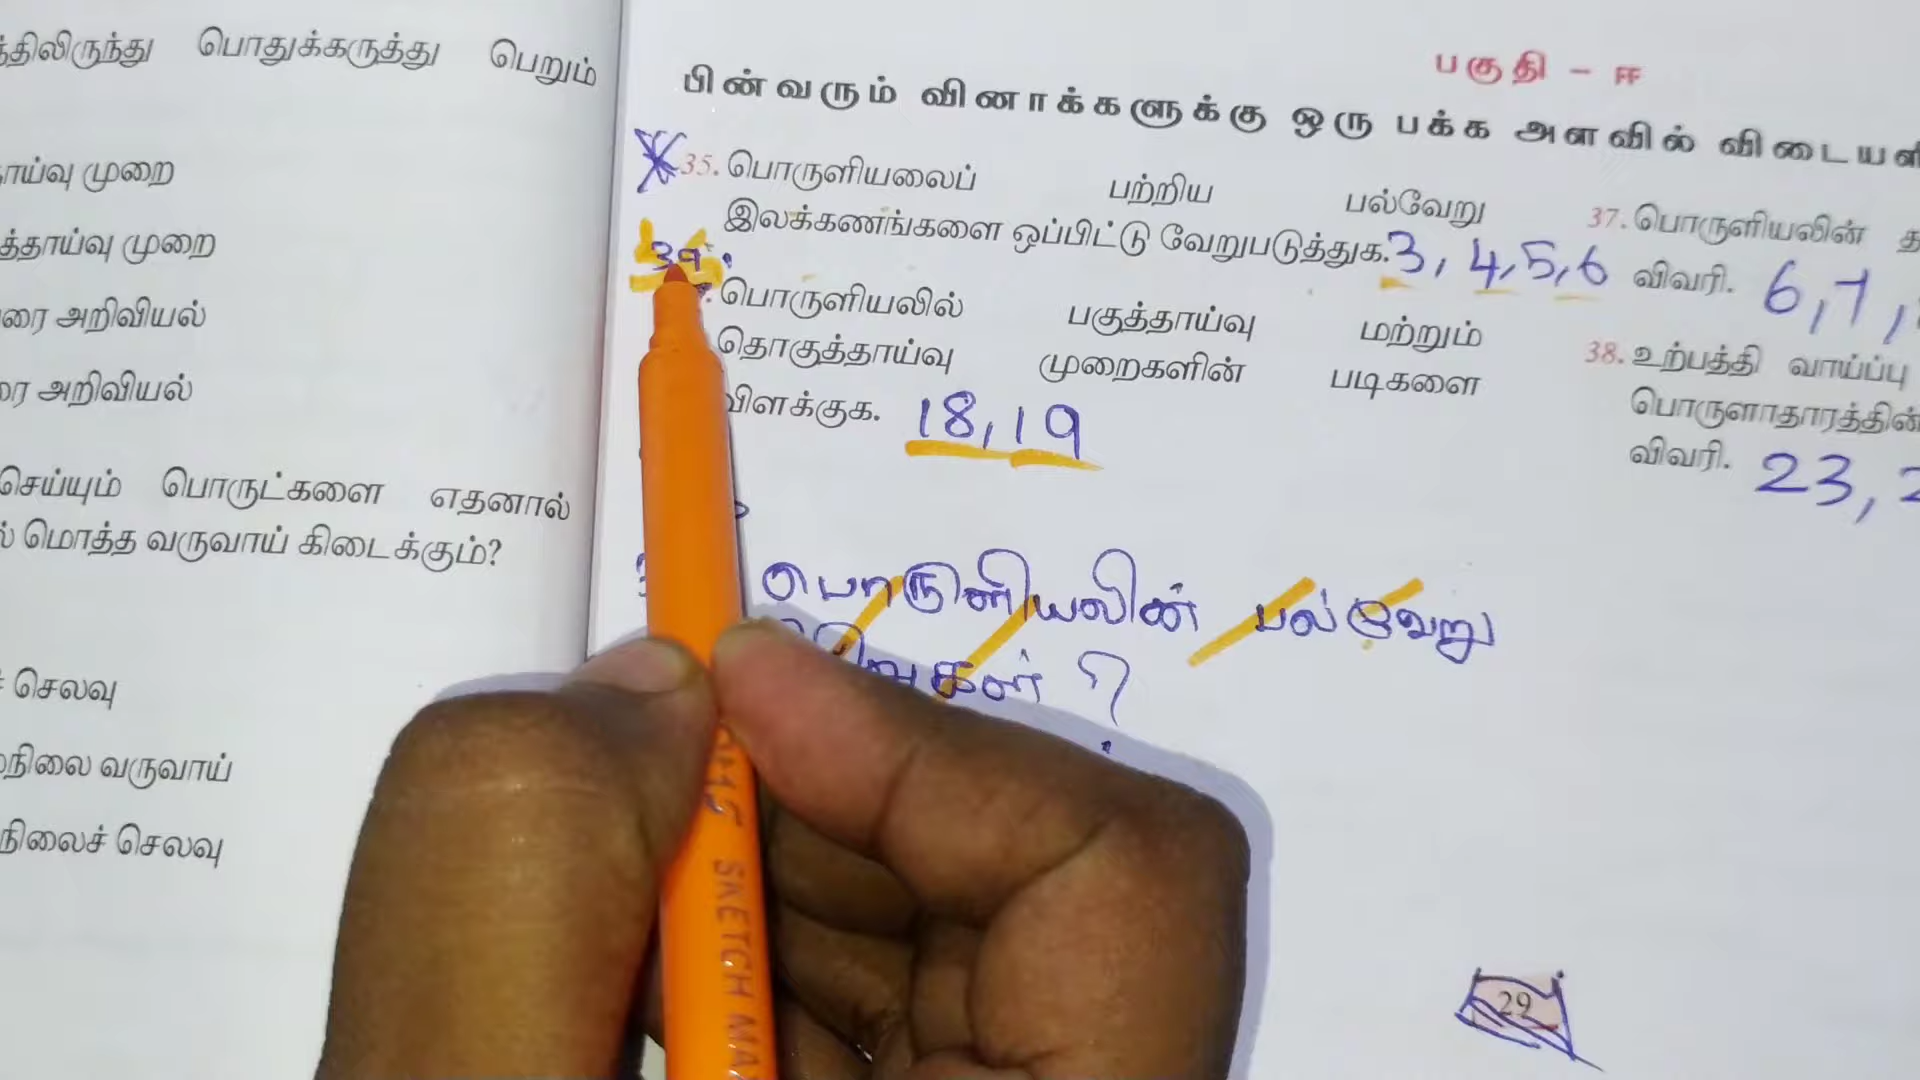 பொதுக்கருத்து பெறும்
முறை
முறை
அறிவியல்
அறிவியல்
செய்யும் பொருட்களை எதனால்
மொத்த வருவாய் கிடைக்கும்?
செலவு
வருவாய்
செலவு
பகுதி - ஈ
பின்வரும் வினாக்களுக்கு ஒரு பக்க அளவில்
35. பொருளியலைப் பற்றிய பல்வேறு
இலக்கணங்களை ஒப்பிட்டு வேறுபடுத்துக. 3, 4, 5, 6
39.
பொருளியலில் பகுத்தாய்வு மற்றும்
தொகுத்தாய்வு முறைகளின் படிகளை
விளக்குக. 18, 19
பொருளியலின் பல்வேறு
37. பொருளியலின்
விவரி. 6, 7,
38. உற்பத்தி வாய்ப்பு
பொருளாதாரத்தின்
விவரி. 23,
SKETCH
29